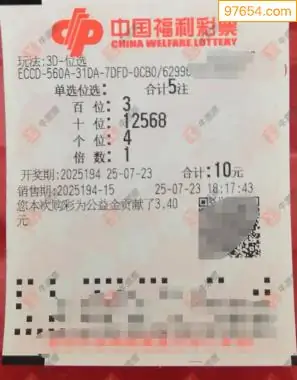 97654.com
中国福利彩票
CHINA WELFARE LOTTERY
玩法:3D-位选
ECCD-560A-31DA-7DFD-0CB0/6299
单选位选: 合计5注
百位: 3
十位: 12568
个位: 4
倍数: 1
开奖期:2025194 25-07-23 合计:10元
销售期:2025194-15 25-07-23 18:17:43
您本次购彩为公益金贡献了3.40
元